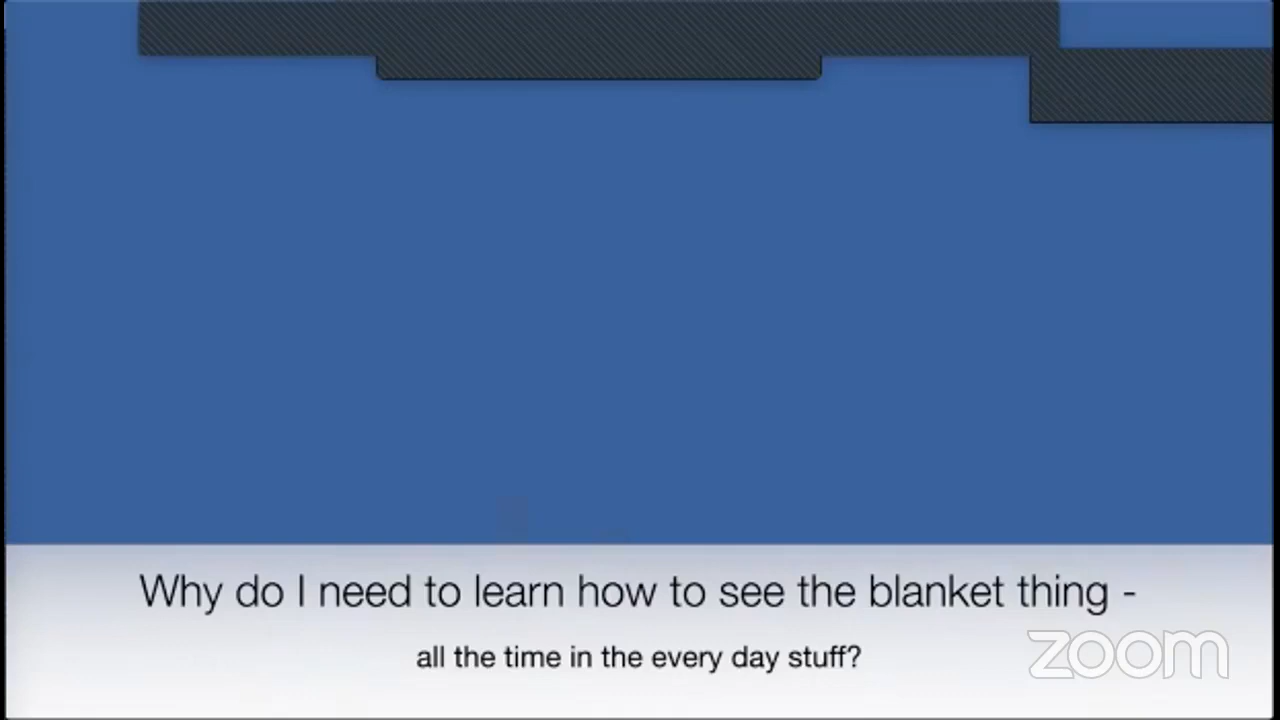 Why do I need to learn how to see the blanket thing -
all the time in the every day stuff?
zoom